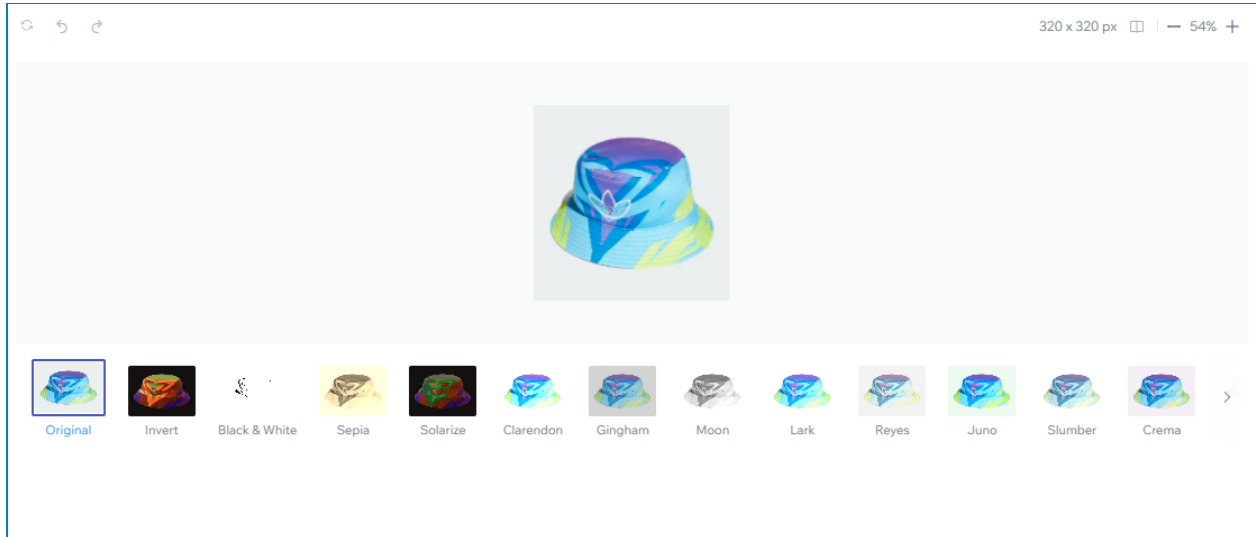 320 x 320 px 54%
Original Invert Black & White Sepia Solarize Clarendon Gingham Moon Lark Reyes Juno Slumber Crema